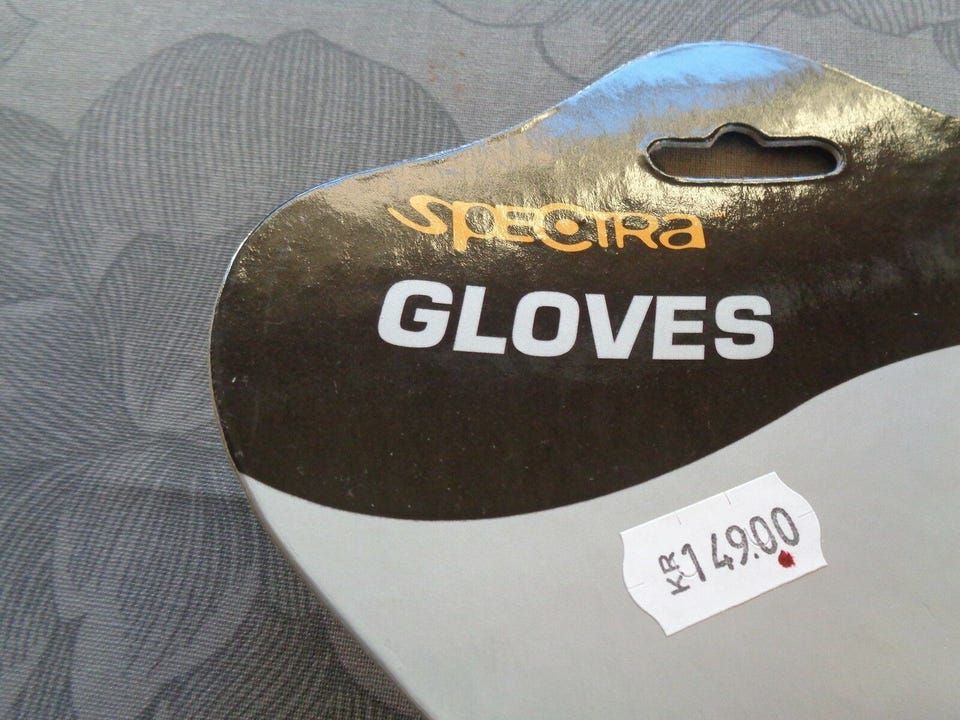 SPECTRa
GLOVES
KR 149.00